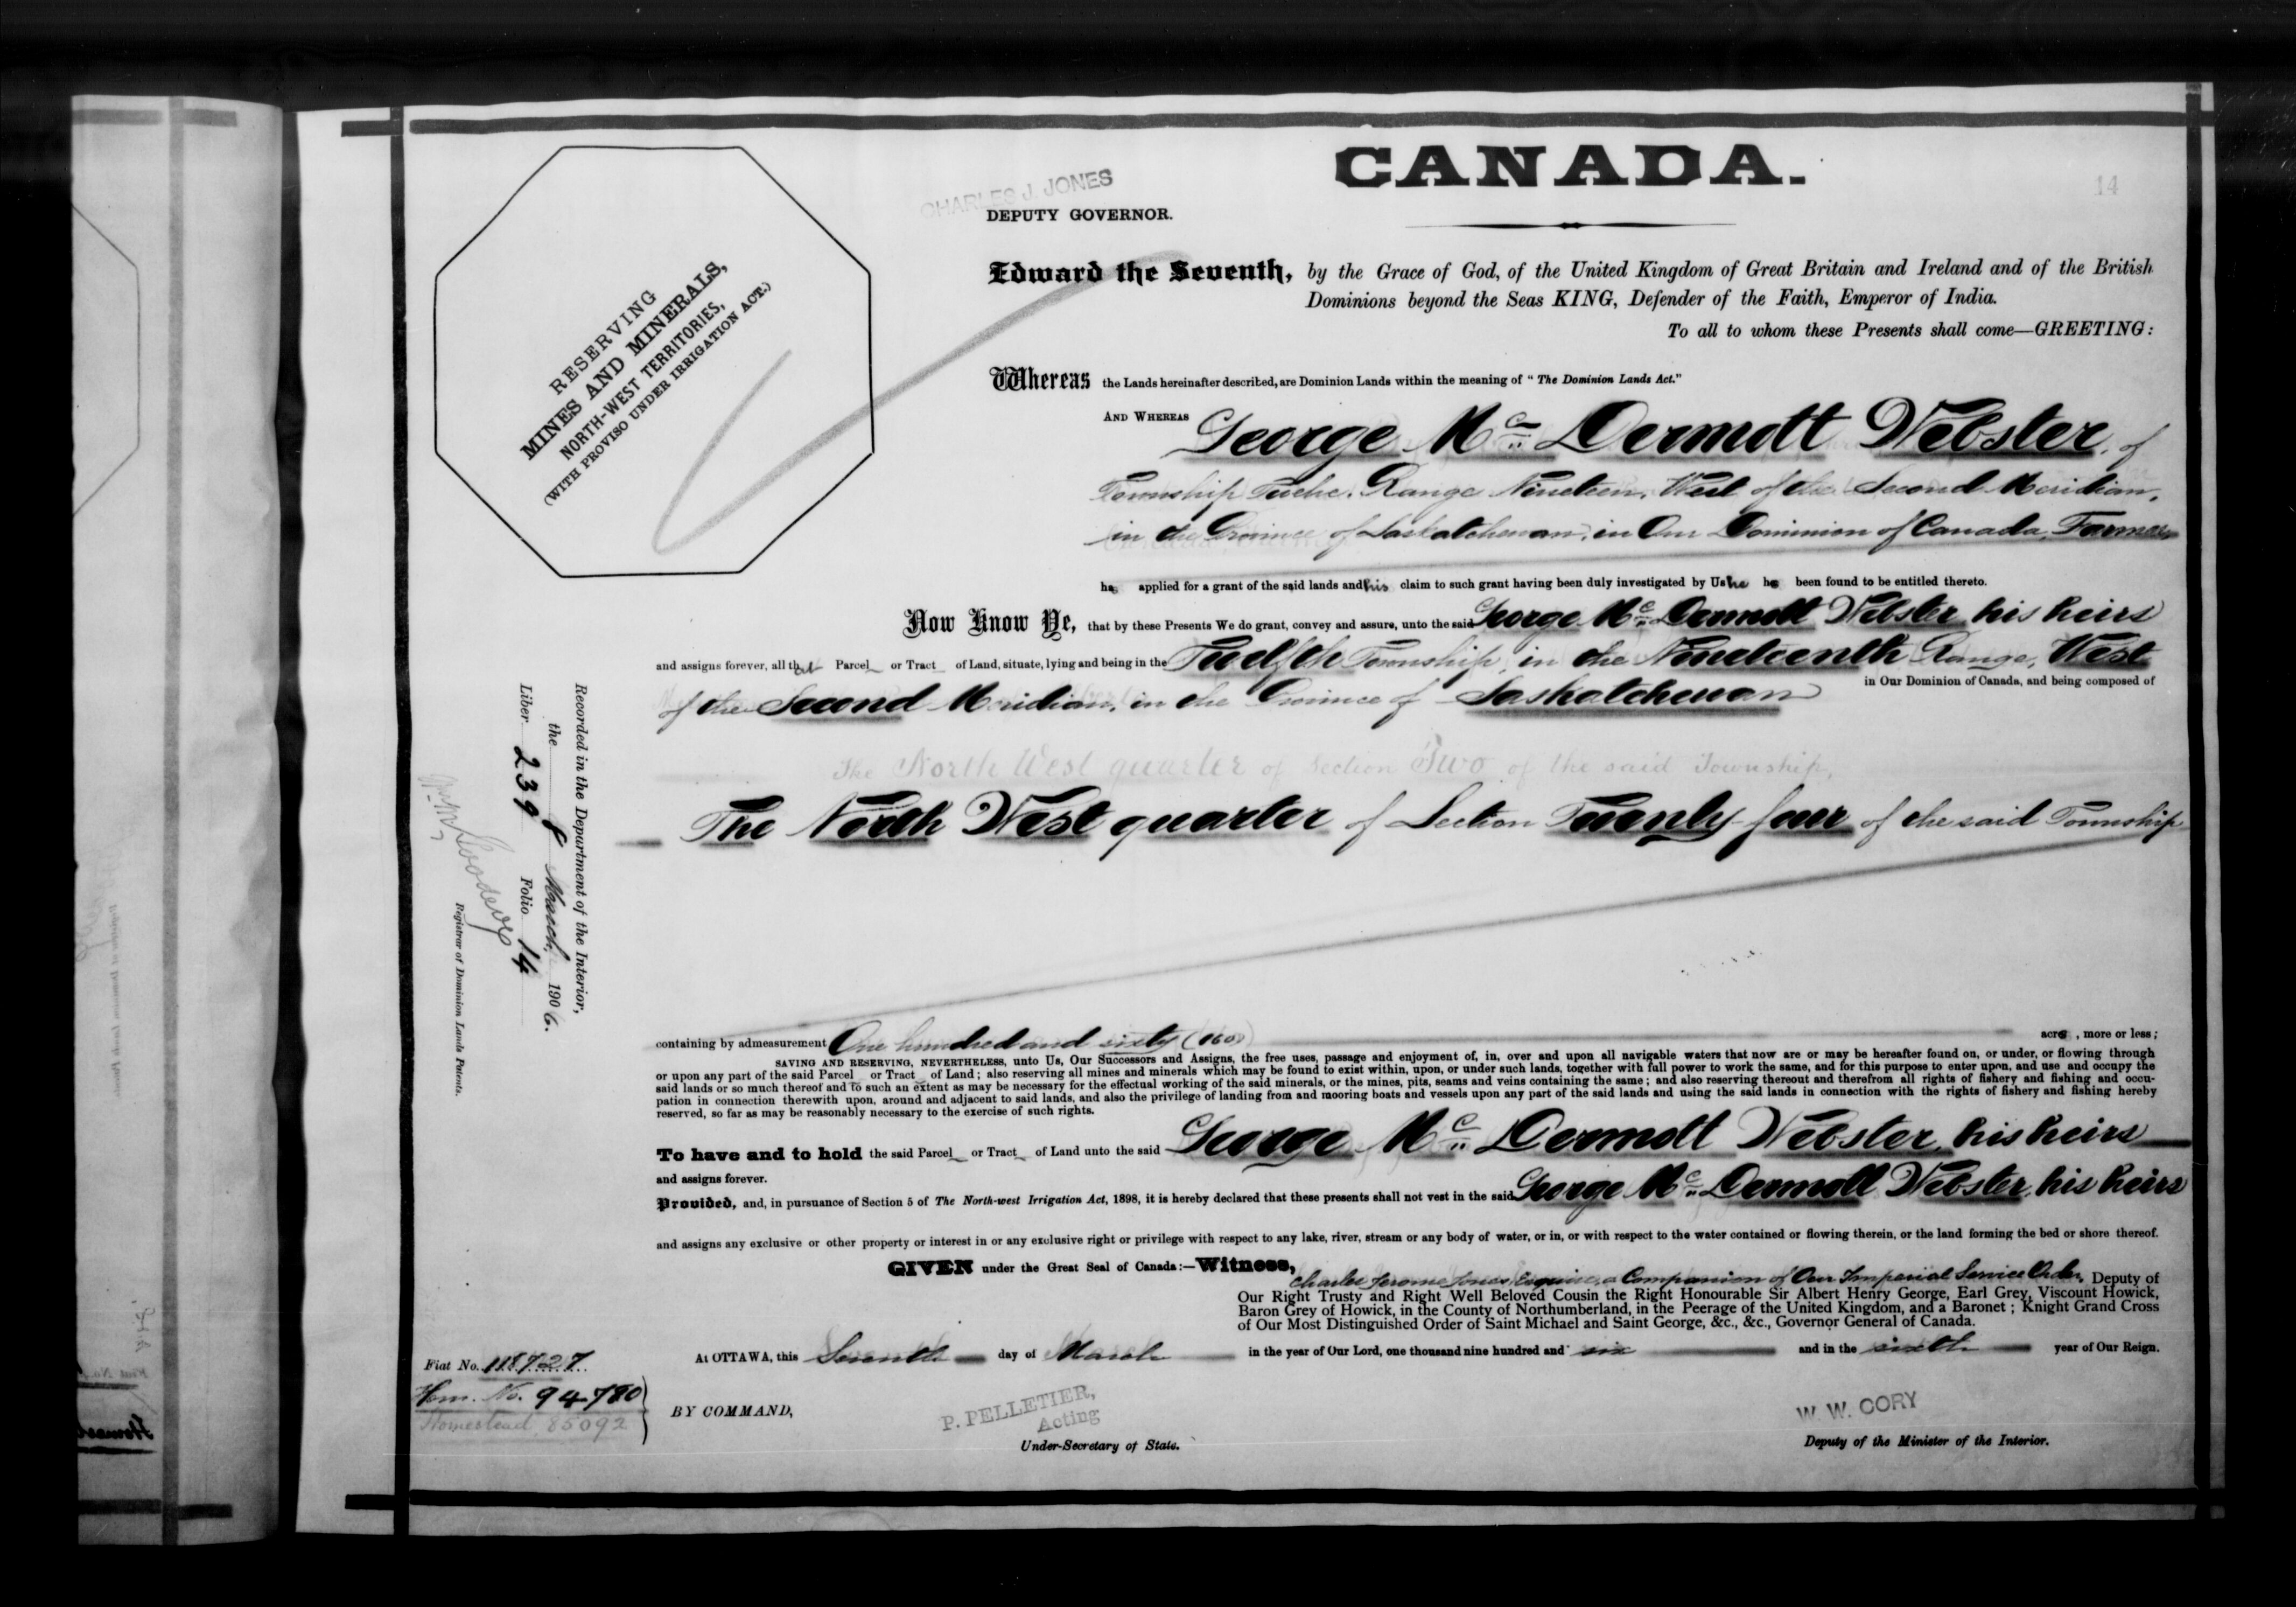 CANADA.
14
CHARLES J. JONES
DEPUTY GOVERNOR.
RESERVING
MINES AND MINERALS,
NORTH-WEST TERRITORIES,
(WITH PROVISO UNDER IRRIGATION ACT.)
Edward the Seventh, by the Grace of God, of the United Kingdom of Great Britain and Ireland and of the British
Dominions beyond the Seas KING, Defender of the Faith, Emperor of India.
To all to whom these Presents shall come—GREETING:
Whereas the Lands hereinafter described, are Dominion Lands within the meaning of "The Dominion Lands Act."
AND WHEREAS George Mc Dermott Webster, of
Township Twelve, Range Nineteen, West of the Second Meridian,
in the Province of Saskatchewan, in Our Dominion of Canada, Farmer
has applied for a grant of the said lands and his claim to such grant having been duly investigated by Us he has been found to be entitled thereto.
Now Know Ye, that by these Presents We do grant, convey and assure, unto the said George Mc Dermott Webster his heirs
and assigns forever, all that Parcel or Tract of Land, situate, lying and being in the Twelfth Township, in the Nineteenth Range, West
of the Second Meridian, in the Province of Saskatchewan in Our Dominion of Canada, and being composed of
The North West quarter of Section Two of the said Township,
The North West quarter of Section Twenty-four of the said Township
containing by admeasurement One hundred and sixty (160) acres, more or less;
SAVING AND RESERVING, NEVERTHELESS, unto Us, Our Successors and Assigns, the free uses, passage and enjoyment of, in, over and upon all navigable waters that now are or may be hereafter found on, or under, or flowing through
or upon any part of the said Parcel or Tract of Land; also reserving all mines and minerals which may be found to exist within, upon, or under such lands, together with full power to work the same, and for this purpose to enter upon, and use and occupy the
said lands or so much thereof and to such an extent as may be necessary for the effectual working of the said minerals, or the mines, pits, seams and veins containing the same; and also reserving thereout and therefrom all rights of fishery and fishing and occu-
pation in connection therewith upon, around and adjacent to said lands, and also the privilege of landing from and mooring boats and vessels upon any part of the said lands and using the said lands in connection with the rights of fishery and fishing hereby
reserved, so far as may be reasonably necessary to the exercise of such rights.
To have and to hold the said Parcel or Tract of Land unto the said George Mc Dermott Webster, his heirs
and assigns forever.
Provided, and, in pursuance of Section 5 of The North-west Irrigation Act, 1898, it is hereby declared that these presents shall not vest in the said George Mc Dermott Webster, his heirs
and assigns any exclusive or other property or interest in or any exclusive right or privilege with respect to any lake, river, stream or any body of water, or in, or with respect to the water contained or flowing therein, or the land forming the bed or shore thereof.
GIVEN under the Great Seal of Canada:—Witness,
Charles Jerome Jones, Esquire, a Companion of Our Imperial Service Order, Deputy of
Our Right Trusty and Right Well Beloved Cousin the Right Honourable Sir Albert Henry George, Earl Grey, Viscount Howick,
Baron Grey of Howick, in the County of Northumberland, in the Peerage of the United Kingdom, and a Baronet; Knight Grand Cross
of Our Most Distinguished Order of Saint Michael and Saint George, &c., &c., Governor General of Canada.
At OTTAWA, this Seventh day of March in the year of Our Lord, one thousand nine hundred and six and in the sixth year of Our Reign.
Fiat No. 118727.
Hom. No. 94780
Homestead 85092
BY COMMAND,
P. PELLETIER,
Acting
Under-Secretary of State.
W. W. CORY
Deputy of the Minister of the Interior.
Recorded in the Department of the Interior,
the 8 March 1906.
Liber 239 Folio 14
Registrar of Dominion Lands Patents.